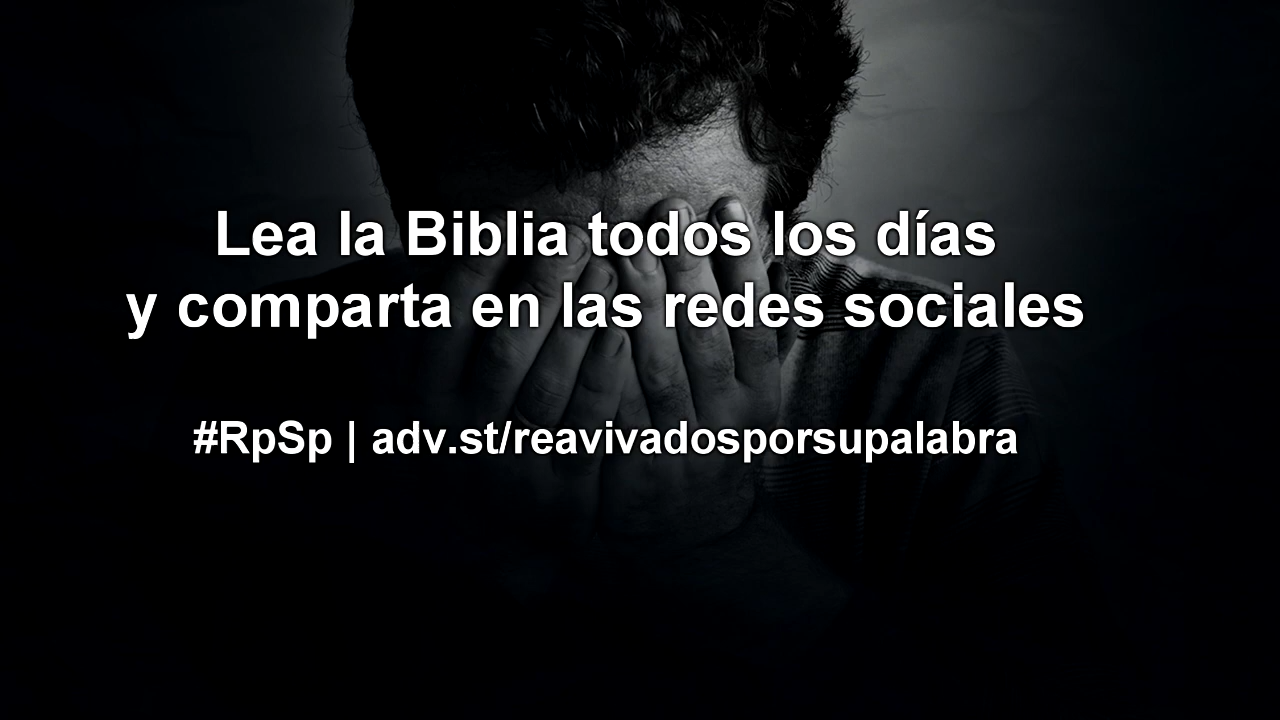 Lea la Biblia todos los días
y comparta en las redes sociales
#RpSp | adv.st/reavivadosporsupalabra